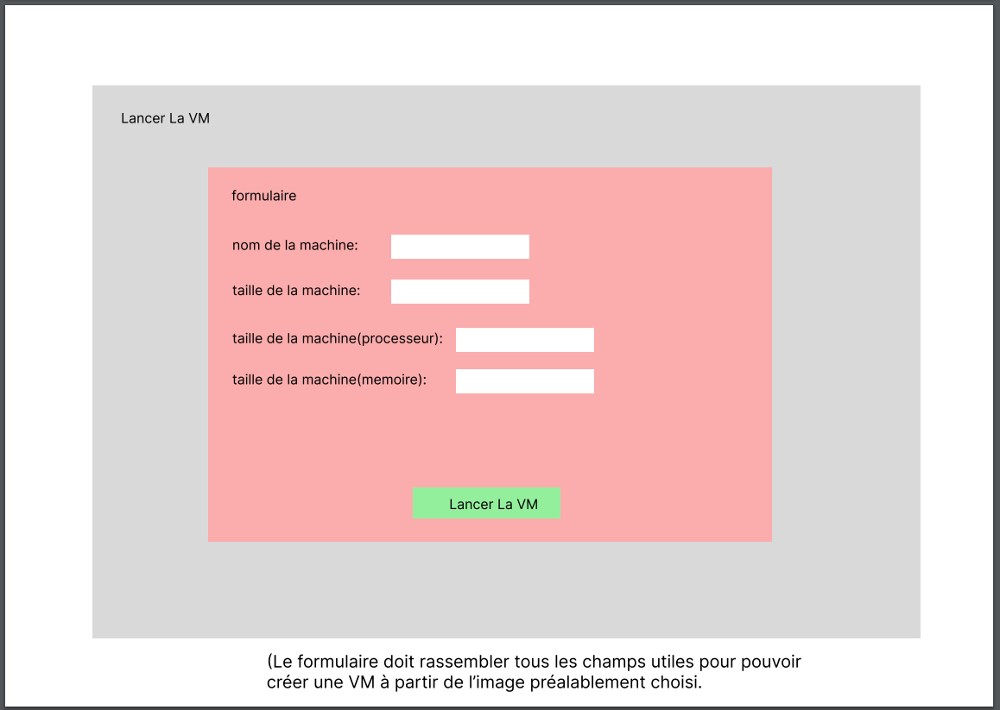 Lancer La VM
formulaire
nom de la machine:
taille de la machine:
taille de la machine(processeur):
taille de la machine(memoire):
Lancer La VM
(Le formulaire doit rassembler tous les champs utiles pour pouvoir
créer une VM à partir de l’image préalablement choisi.